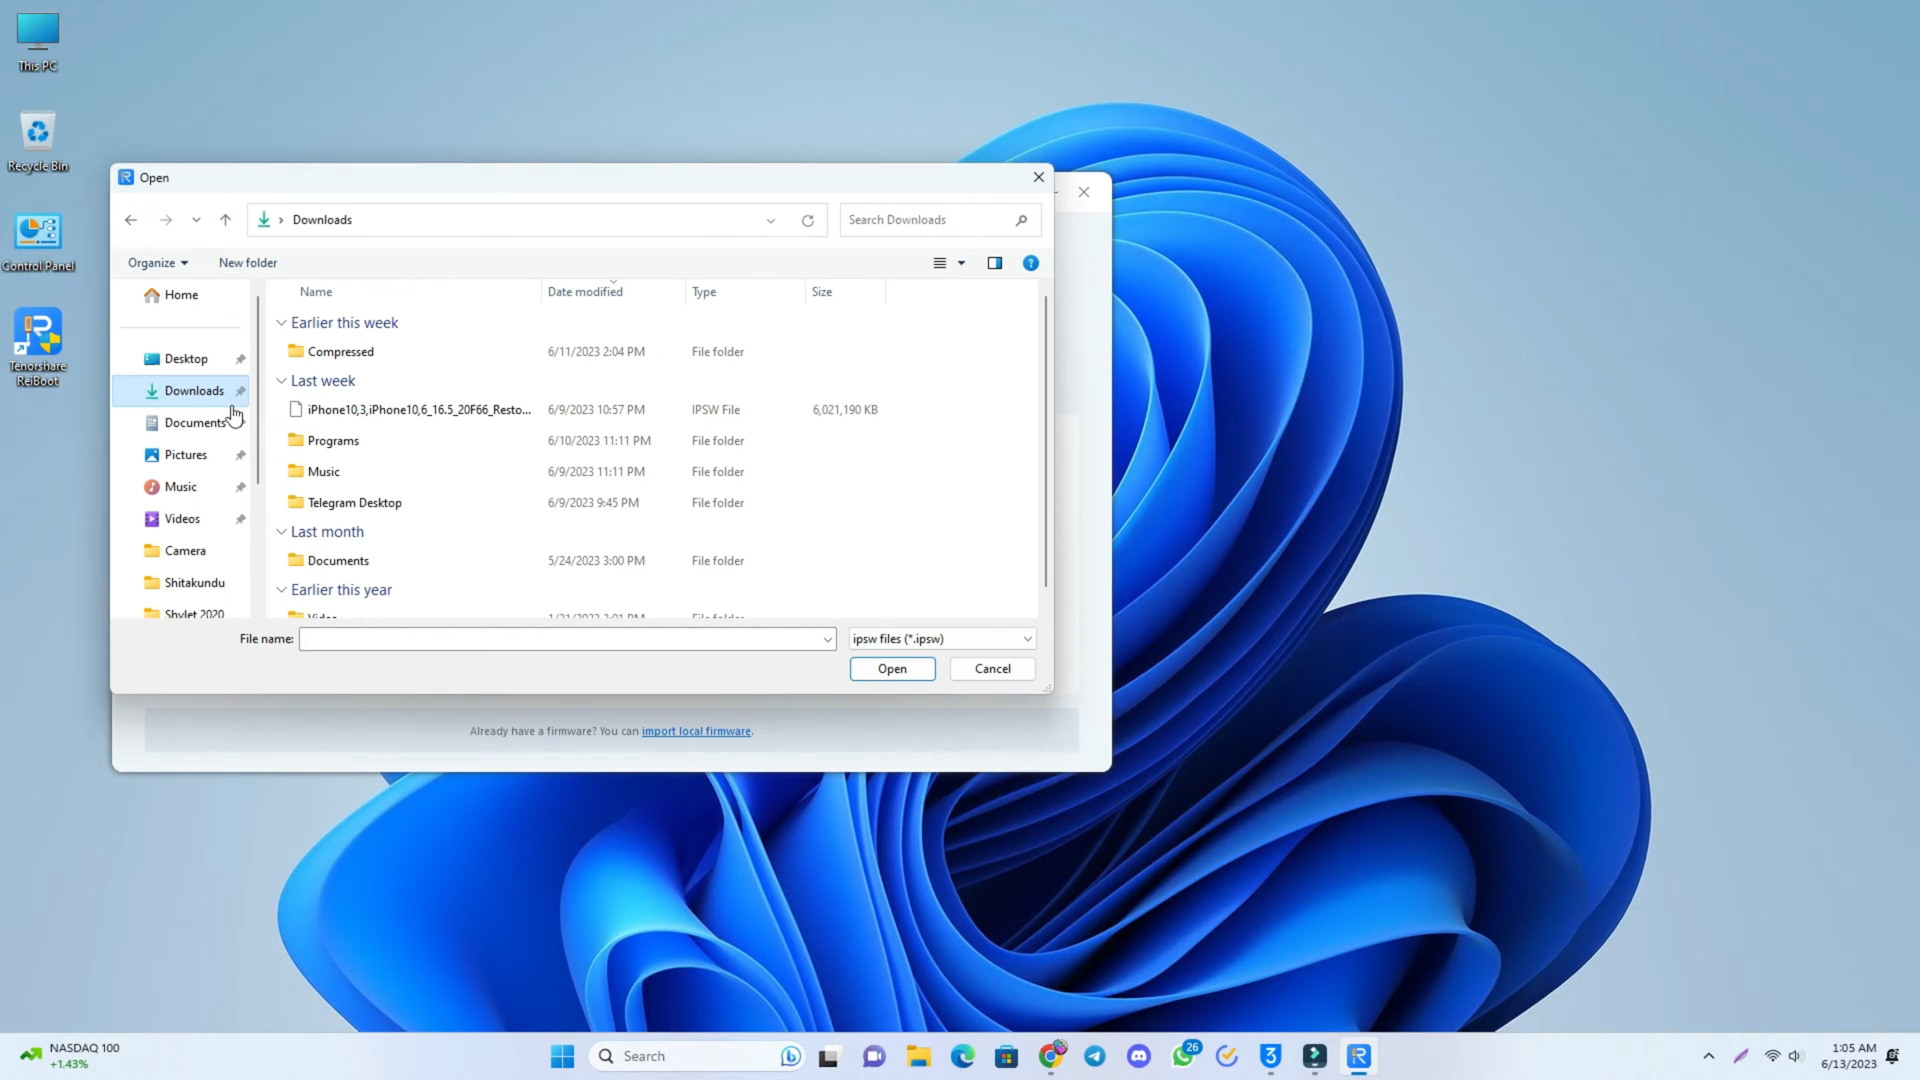 This PC
Recycle Bin
Control Panel
Tenorshare
ReiBoot
Open
Downloads
Search Downloads
Organize
New folder
Home
Desktop
Downloads
Documents
Pictures
Music
Videos
Camera
Shitakundu
Shylet 2020
Name Date modified Type Size
Earlier this week
Compressed 6/11/2023 2:04 PM File folder
Last week
iPhone10,3,iPhone10,6_16.5_20F66_Resto... 6/9/2023 10:57 PM IPSW File 6,021,190 KB
Programs 6/10/2023 11:11 PM File folder
Music 6/9/2023 11:11 PM File folder
Telegram Desktop 6/9/2023 9:45 PM File folder
Last month
Documents 5/24/2023 3:00 PM File folder
Earlier this year
File name: ipsw files (*.ipsw)
Open Cancel
Already have a firmware? You can import local firmware.
NASDAQ 100
+1.43%
Search
26
1:05 AM
6/13/2023